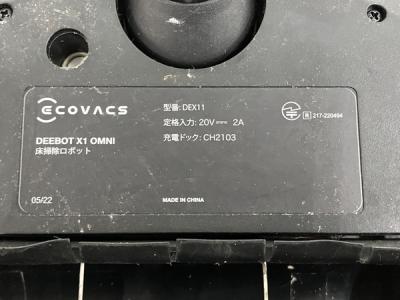 ECOVACS
DEEBOT X1 OMNI
床掃除ロボット
型番: DEX11
定格入力: 20V⎓ 2A
充電ドック: CH2103
R 217-220494
05/22
MADE IN CHINA